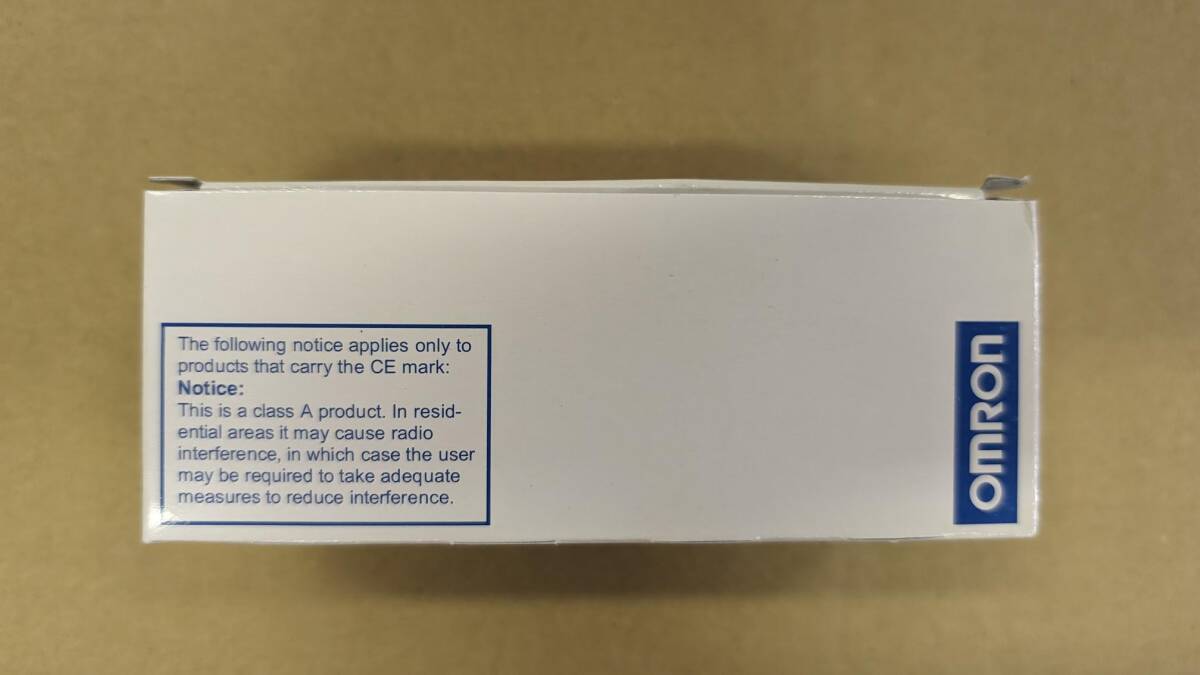 The following notice applies only to
products that carry the CE mark:
Notice:
This is a class A product. In resid-
ential areas it may cause radio
interference, in which case the user
may be required to take adequate
measures to reduce interference.
OMRON